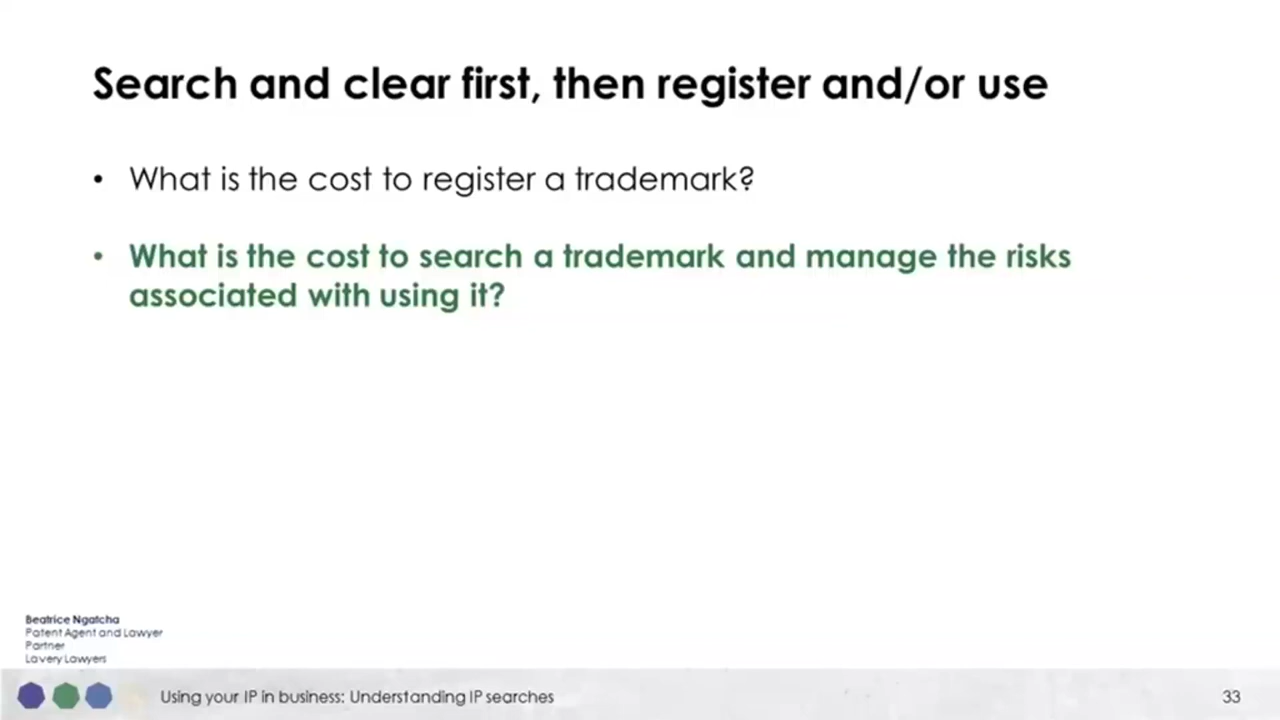 Search and clear first, then register and/or use
• What is the cost to register a trademark?
• What is the cost to search a trademark and manage the risks
associated with using it?
Beatrice Ngatcha
Patent Agent and Lawyer
Partner
Lavery Lawyers
Using your IP in business: Understanding IP searches
33